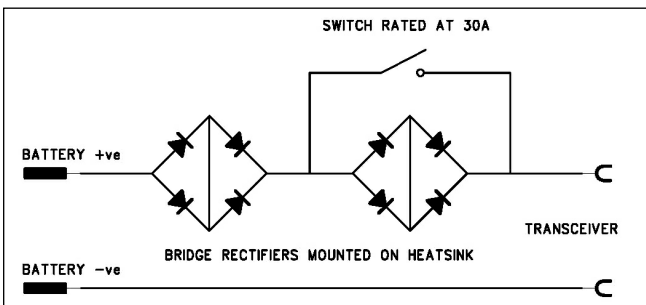 SWITCH RATED AT 30A
BATTERY +ve
TRANSCEIVER
BRIDGE RECTIFIERS MOUNTED ON HEATSINK
BATTERY -ve